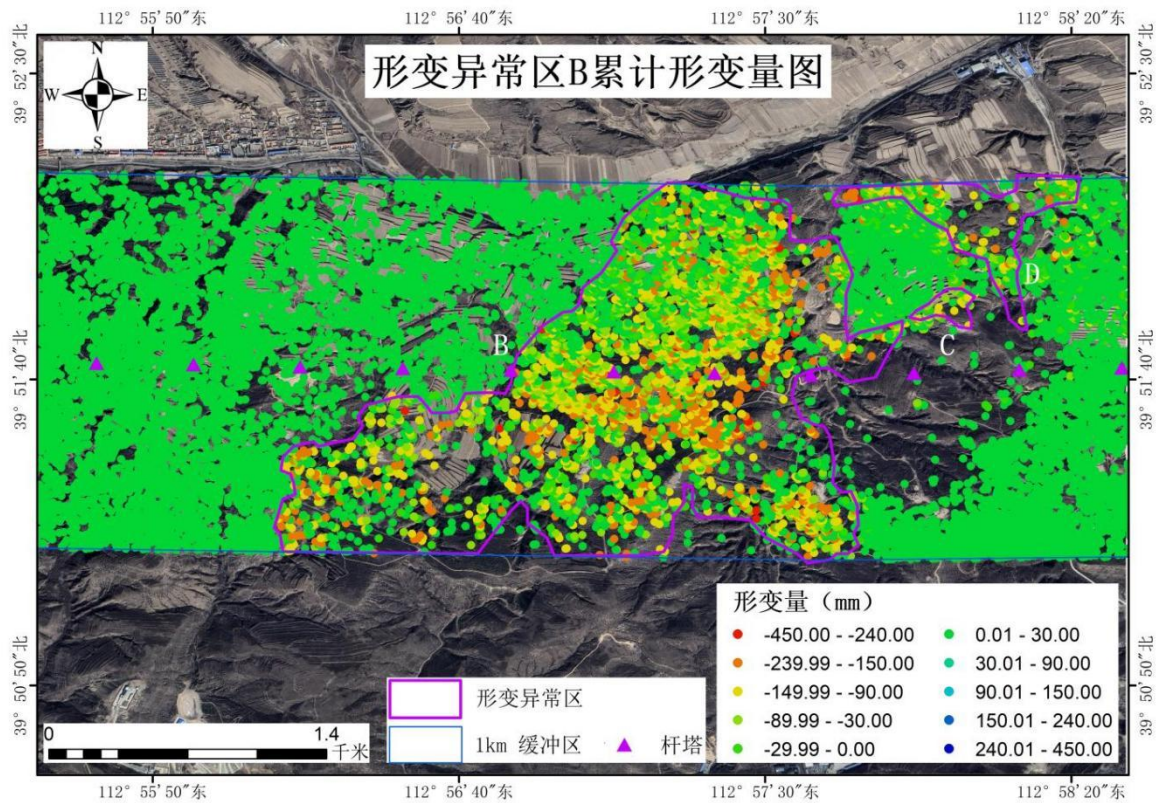 112° 55′50″东
112° 56′40″东
112° 57′30″东
112° 58′20″东
39° 52′30″北
39° 52′30″北
N
W
E
S
形变异常区B累计形变量图
D
B
C
39° 51′40″北
39° 51′40″北
形变量（mm）
-450.00 - -240.00
-239.99 - -150.00
-149.99 - -90.00
-89.99 - -30.00
-29.99 - 0.00
0.01 - 30.00
30.01 - 90.00
90.01 - 150.00
150.01 - 240.00
240.01 - 450.00
39° 50′50″北
39° 50′50″北
形变异常区
1km 缓冲区
杆塔
0
1.4
千米
112° 55′50″东
112° 56′40″东
112° 57′30″东
112° 58′20″东